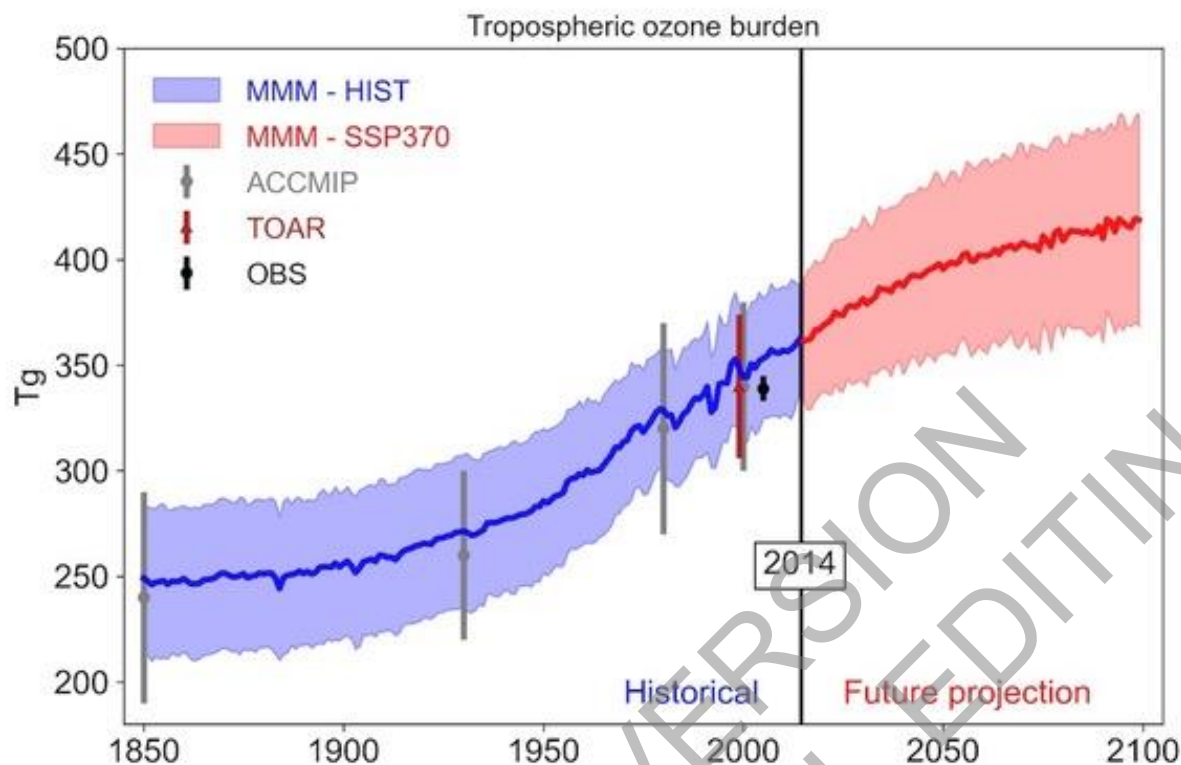 Tropospheric ozone burden
500
450
400
350
300
250
200
Tg
MMM - HIST
MMM - SSP370
ACCMIP
TOAR
OBS
2014
Historical
Future projection
1850
1900
1950
2000
2050
2100
VERSION
EDITIN